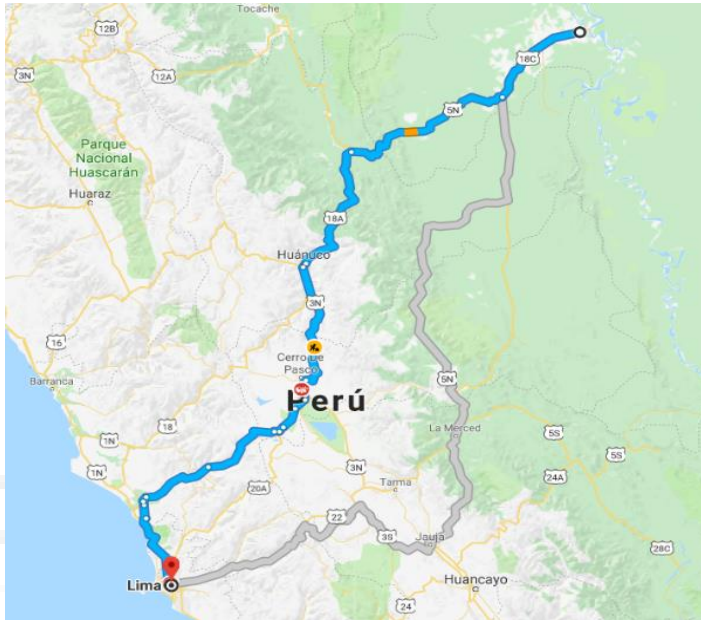 Tocache
12B
3N
12A
18C
5N
Parque
Nacional
Huascarán
Huaraz
18A
Huánuco
3N
16
Cerro De
Pasco
Barranca
Perú
5N
18
1N
La Merced
5S
1N
3N
5S
20A
Tarma
24A
22
3S
Jauja
28C
Lima
Huancayo
24